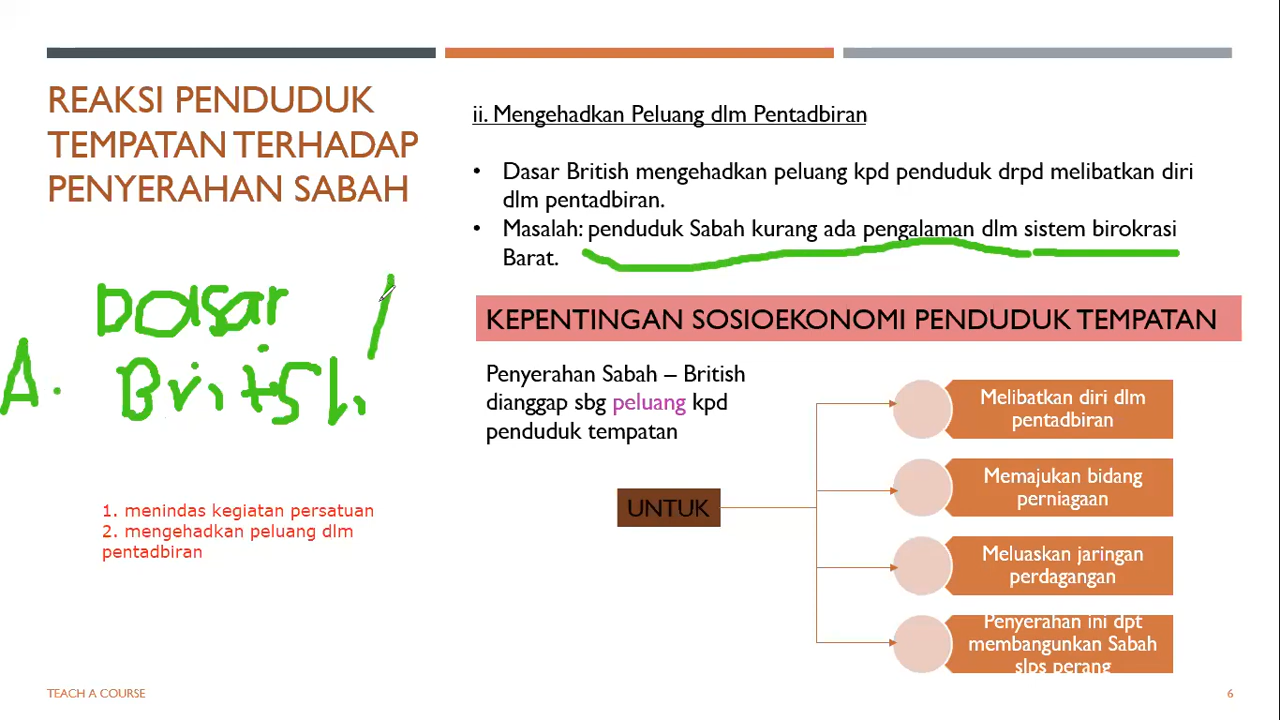 REAKSI PENDUDUK
TEMPATAN TERHADAP
PENYERAHAN SABAH
Dasar
A. British
1. menindas kegiatan persatuan
2. mengehadkan peluang dlm
pentadbiran
ii. Mengehadkan Peluang dlm Pentadbiran
• Dasar British mengehadkan peluang kpd penduduk drpd melibatkan diri
dlm pentadbiran.
• Masalah: penduduk Sabah kurang ada pengalaman dlm sistem birokrasi
Barat.
KEPENTINGAN SOSIOEKONOMI PENDUDUK TEMPATAN
Penyerahan Sabah – British
dianggap sbg peluang kpd
penduduk tempatan
UNTUK
Melibatkan diri dlm
pentadbiran
Memajukan bidang
perniagaan
Meluaskan jaringan
perdagangan
Penyerahan ini dpt
membangunkan Sabah
slps perang
TEACH A COURSE
6